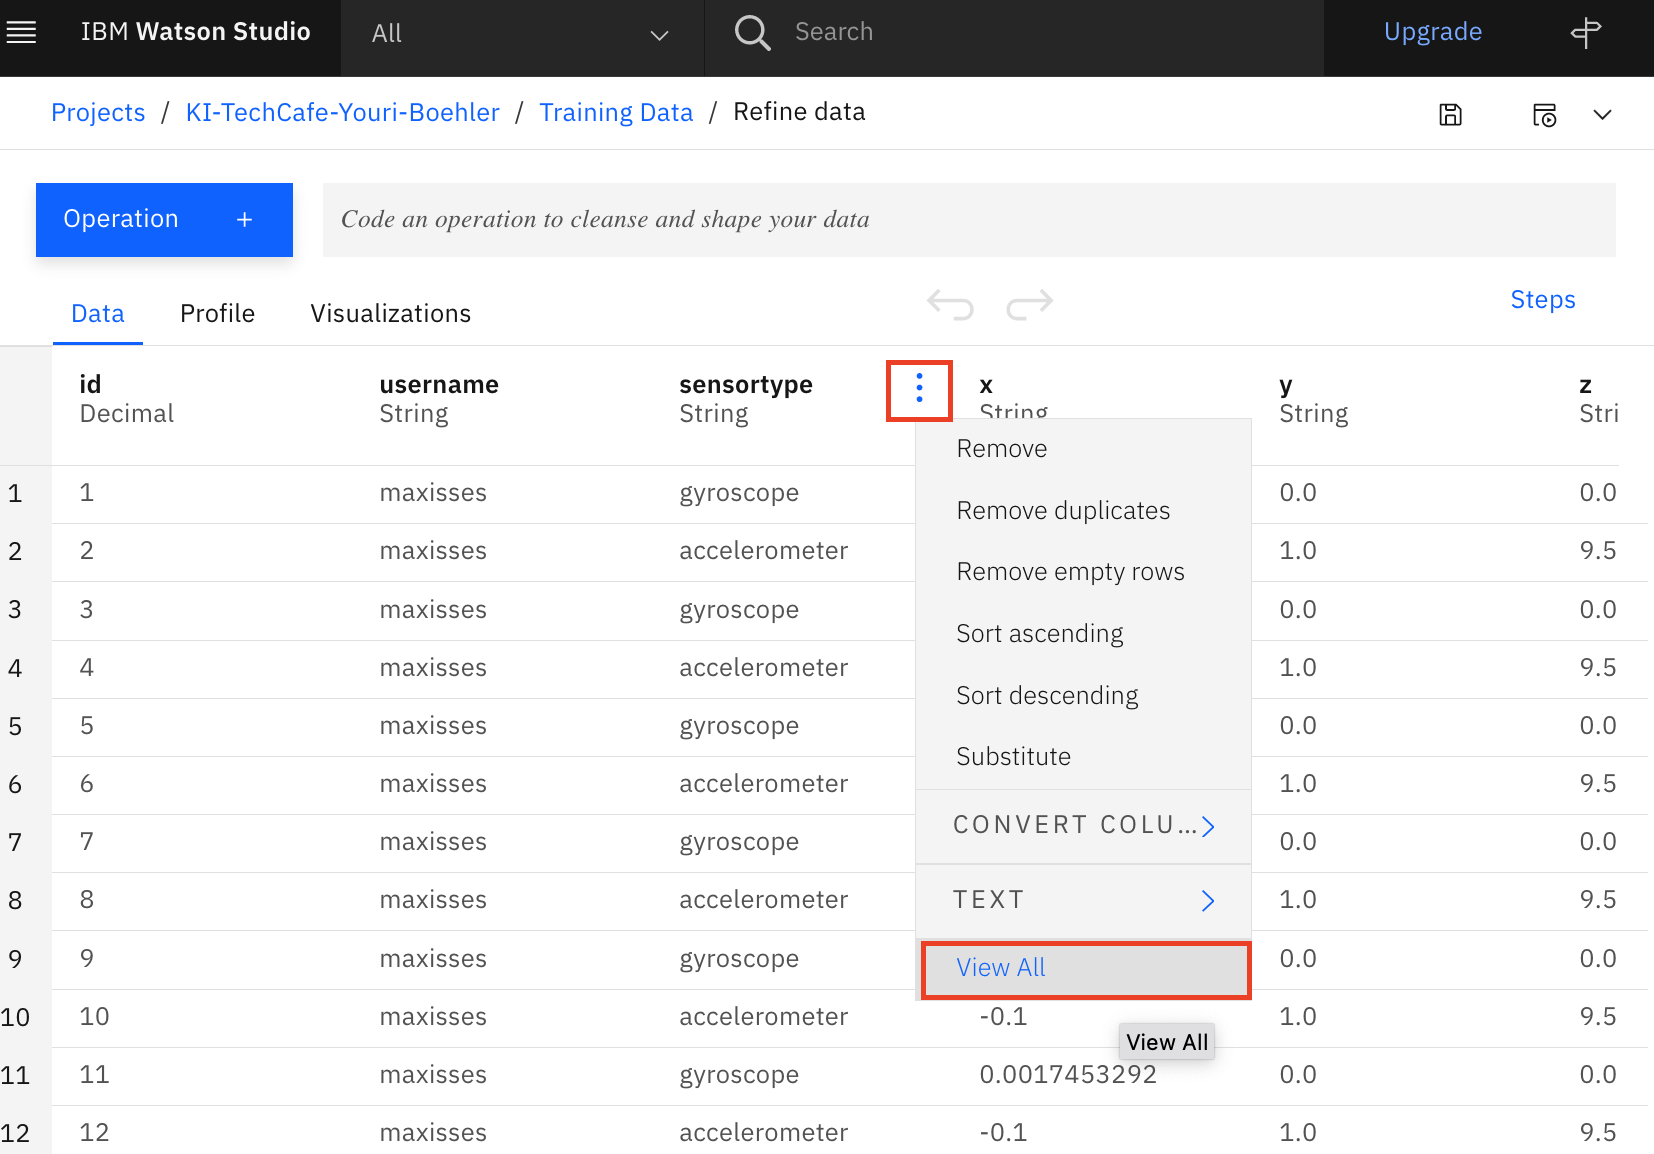 IBM Watson Studio All Search Upgrade
Projects / KI-TechCafe-Youri-Boehler / Training Data / Refine data
Operation + Code an operation to cleanse and shape your data
Data Profile Visualizations Steps
id username sensortype x y z
Decimal String String String String Stri
Remove
Remove duplicates
Remove empty rows
Sort ascending
Sort descending
Substitute
CONVERT COLU...
TEXT
View All
View All
1 1 maxisses gyroscope 0.0 0.0
2 2 maxisses accelerometer 1.0 9.5
3 3 maxisses gyroscope 0.0 0.0
4 4 maxisses accelerometer 1.0 9.5
5 5 maxisses gyroscope 0.0 0.0
6 6 maxisses accelerometer 1.0 9.5
7 7 maxisses gyroscope 0.0 0.0
8 8 maxisses accelerometer 1.0 9.5
9 9 maxisses gyroscope 0.0 0.0
10 10 maxisses accelerometer -0.1 1.0 9.5
11 11 maxisses gyroscope 0.0017453292 0.0 0.0
12 12 maxisses accelerometer -0.1 1.0 9.5